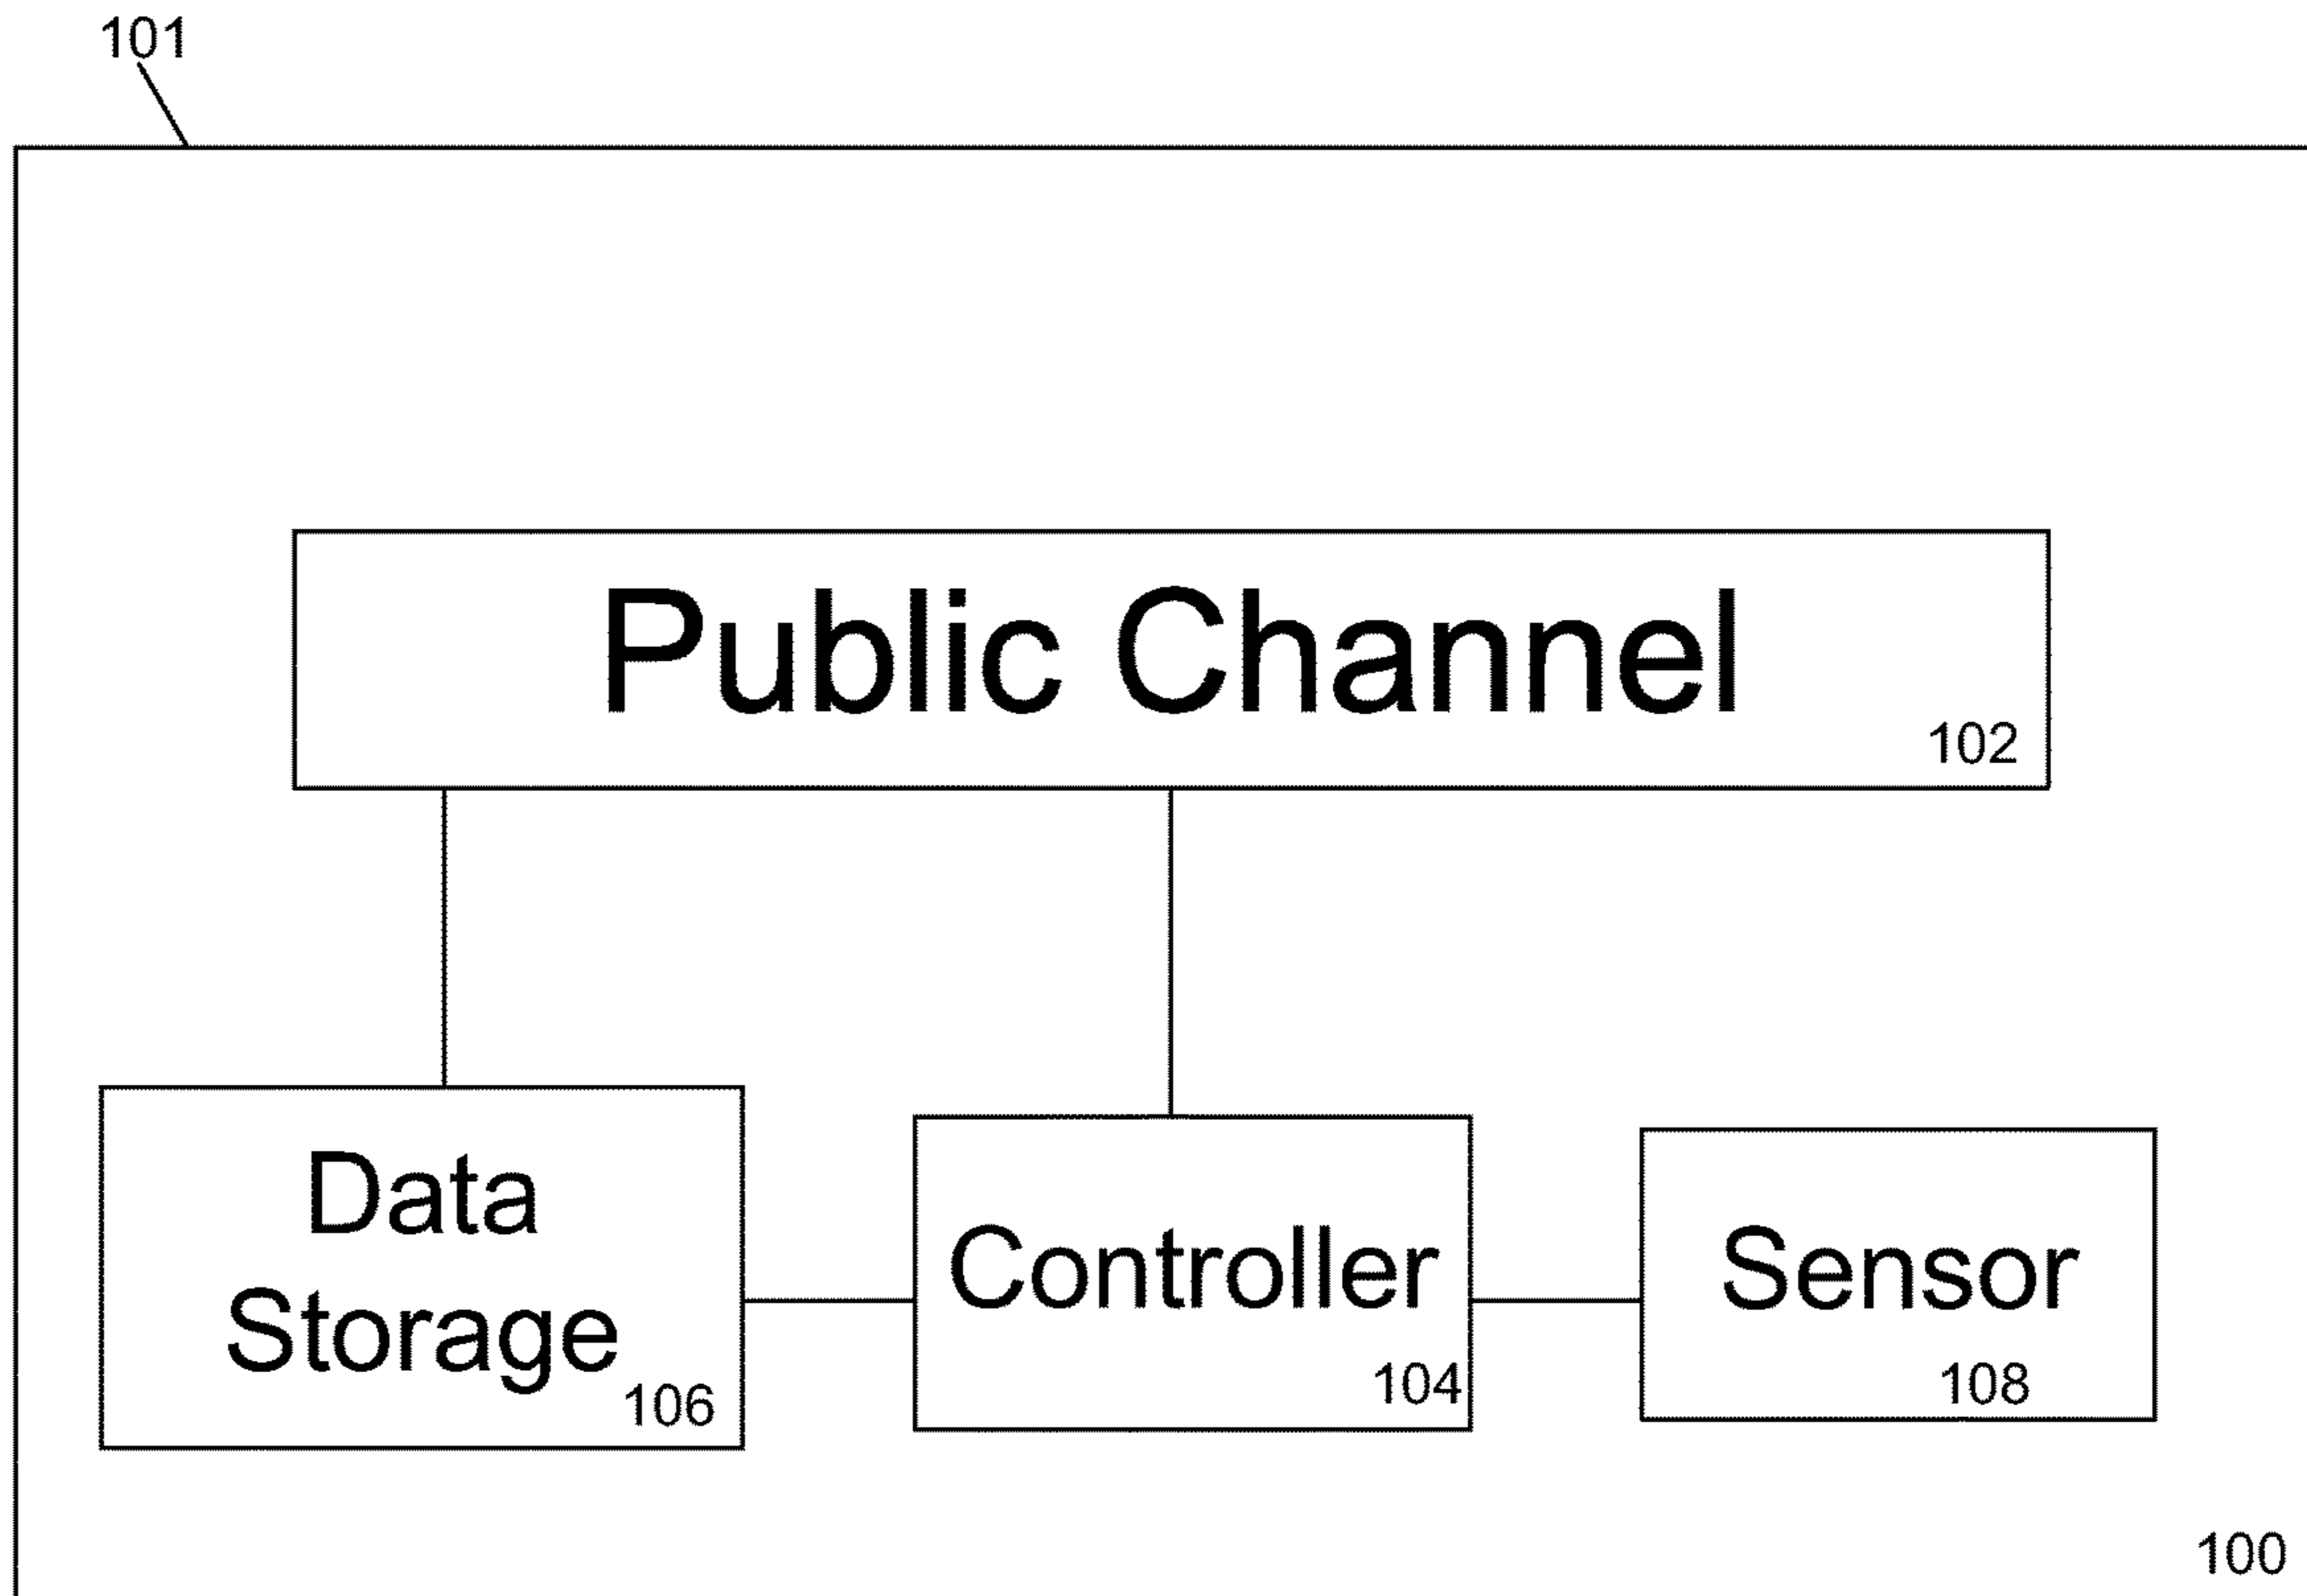 101
Public Channel
102
Data
Storage
106
Controller
104
Sensor
108
100